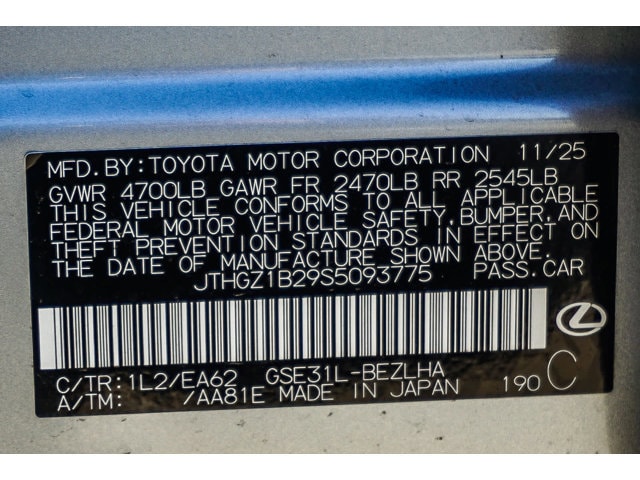 MFD.BY:TOYOTA MOTOR CORPORATION 11/25
GVWR 4700LB GAWR FR 2470LB RR 2545LB
THIS VEHICLE CONFORMS TO ALL APPLICABLE
FEDERAL MOTOR VEHICLE SAFETY,BUMPER,AND
THEFT PREVENTION STANDARDS IN EFFECT ON
THE DATE OF MANUFACTURE SHOWN ABOVE.
JTHGZ1B29S5093775 PASS.CAR
C/TR:1L2/EA62 GSE31L-BEZLHA
A/TM: /AA81E MADE IN JAPAN 190 C